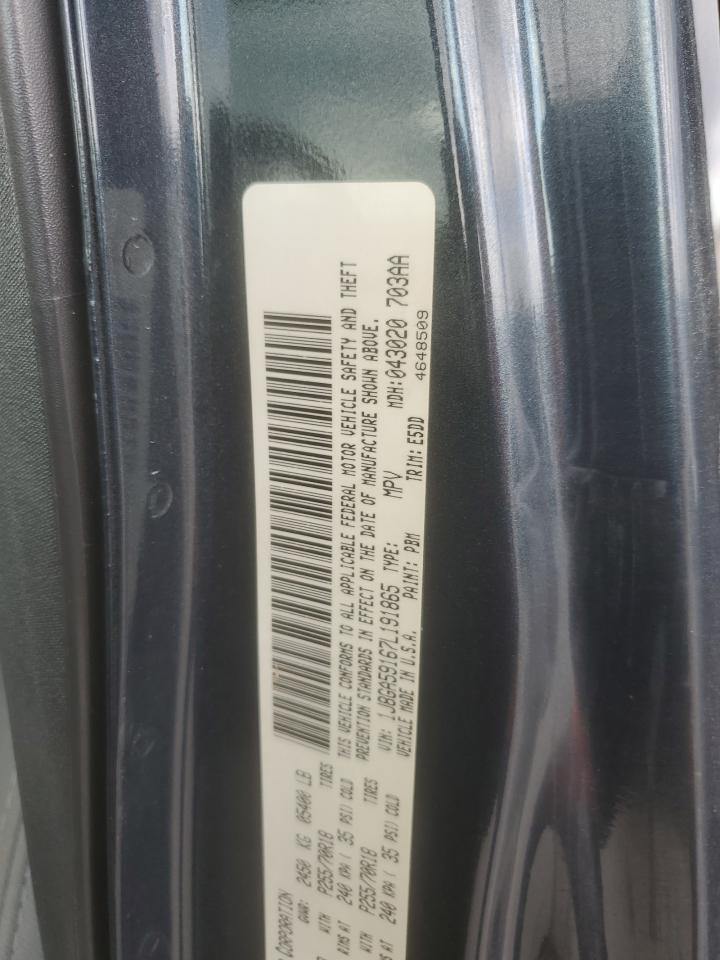 CORPORATION
GVWR: 2450 KG 05400 LB
WITH P255/70R18 TIRES
RIMS AT 240 KPA( 35 PSI) COLD
WITH P255/70R18 TIRES
240 KPA( 35 PSI) COLD
THIS VEHICLE CONFORMS TO ALL APPLICABLE FEDERAL MOTOR VEHICLE SAFETY AND THEFT
PREVENTION STANDARDS IN EFFECT ON THE DATE OF MANUFACTURE SHOWN ABOVE.
VIN: 1J8GA59167L191865 TYPE: MPV MDH:043020 703AA
VEHICLE MADE IN U.S.A. PAINT: PBM TRIM: E5DD
4648509